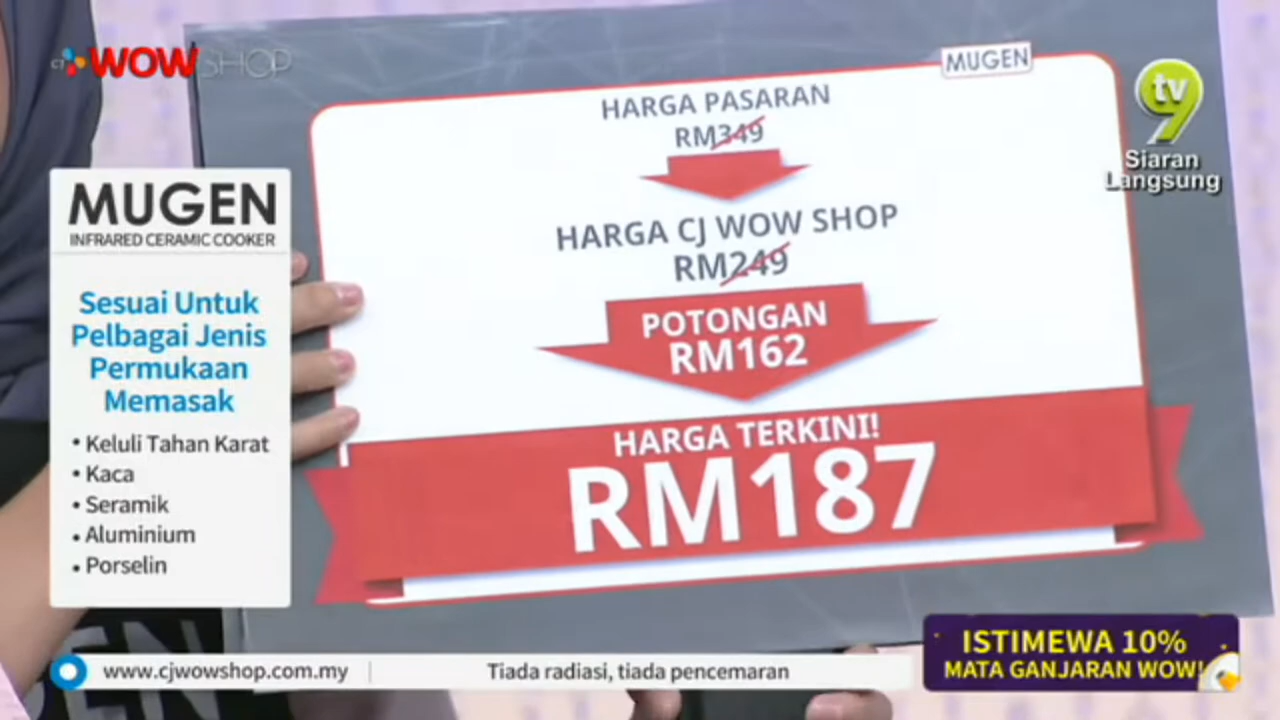 CJ WOWSHOP
MUGEN
HARGA PASARAN
RM349
HARGA CJ WOW SHOP
RM249
POTONGAN
RM162
HARGA TERKINI!
RM187
tv9
Siaran
Langsung
MUGEN
INFRARED CERAMIC COOKER
Sesuai Untuk
Pelbagai Jenis
Permukaan
Memasak
• Keluli Tahan Karat
• Kaca
• Seramik
• Aluminium
• Porselin
www.cjwowshop.com.my
Tiada radiasi, tiada pencemaran
ISTIMEWA 10%
MATA GANJARAN WOW!